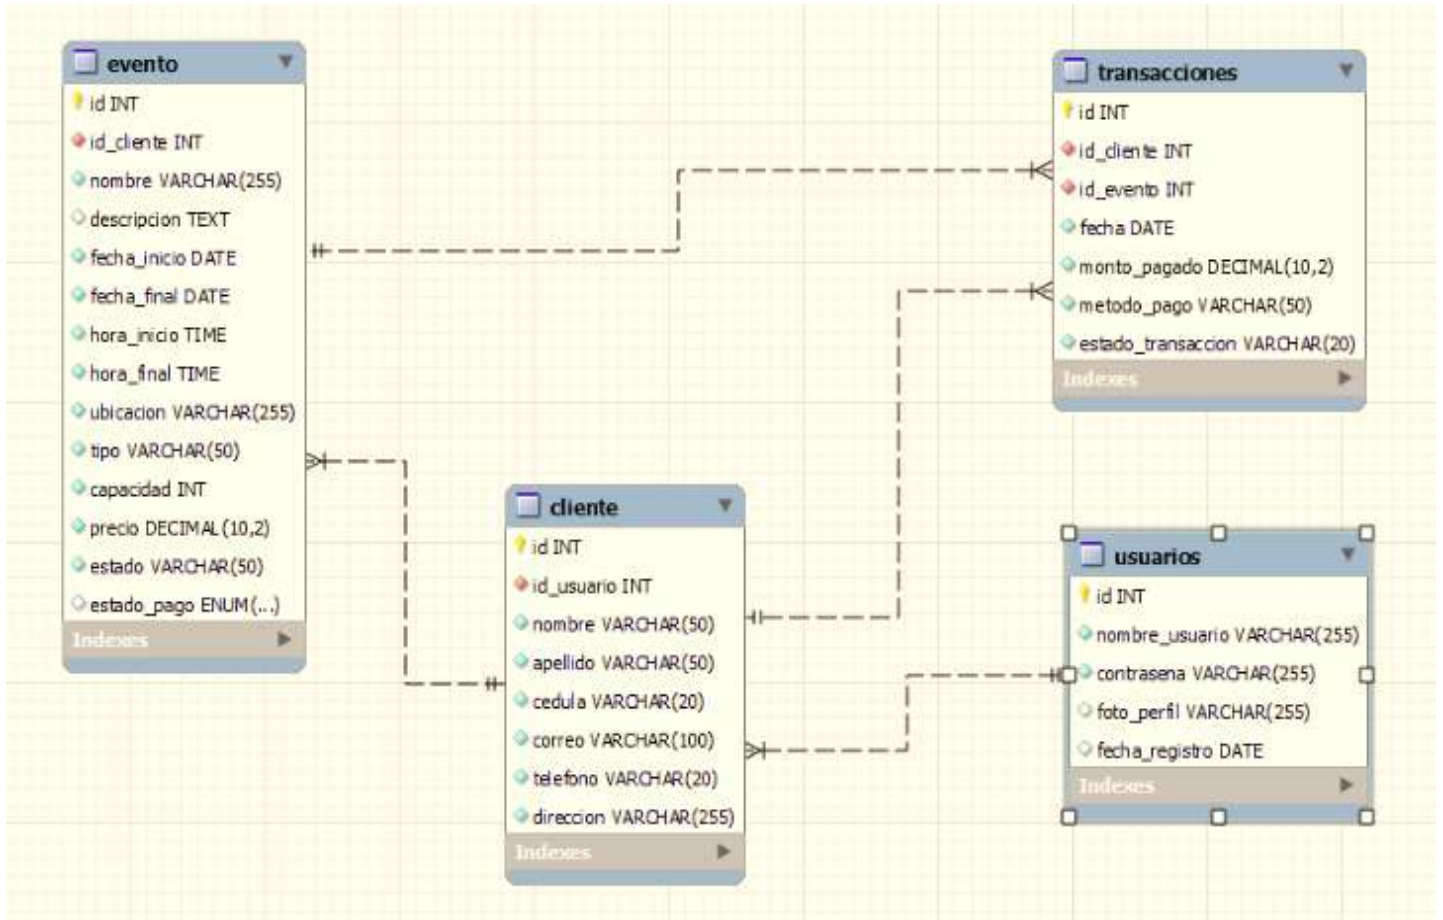 evento
id INT
id_cliente INT
nombre VARCHAR(255)
descripcion TEXT
fecha_inicio DATE
fecha_final DATE
hora_inicio TIME
hora_final TIME
ubicacion VARCHAR(255)
tipo VARCHAR(50)
capacidad INT
precio DECIMAL(10,2)
estado VARCHAR(50)
estado_pago ENUM(...)
Indexes
transacciones
id INT
id_cliente INT
id_evento INT
fecha DATE
monto_pagado DECIMAL(10,2)
metodo_pago VARCHAR(50)
estado_transaccion VARCHAR(20)
Indexes
cliente
id INT
id_usuario INT
nombre VARCHAR(50)
apellido VARCHAR(50)
cedula VARCHAR(20)
correo VARCHAR(100)
telefono VARCHAR(20)
direccion VARCHAR(255)
Indexes
usuarios
id INT
nombre_usuario VARCHAR(255)
contrasena VARCHAR(255)
foto_perfil VARCHAR(255)
fecha_registro DATE
Indexes